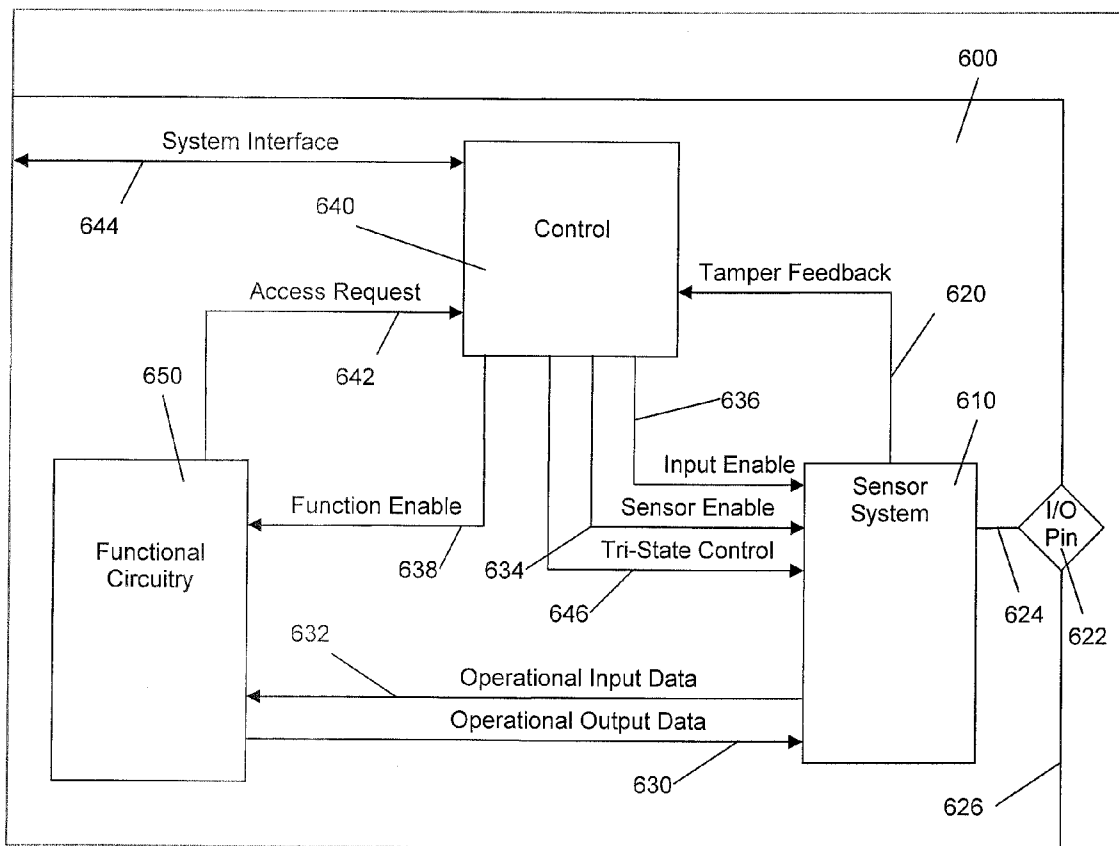 600
System Interface
644
640
Control
Tamper Feedback
620
Access Request
642
650
636
610
Input Enable
Sensor
System
Function Enable
Sensor Enable
I/O
Pin
Functional
Circuitry
638
634
Tri-State Control
646
624
622
632
Operational Input Data
Operational Output Data
630
626